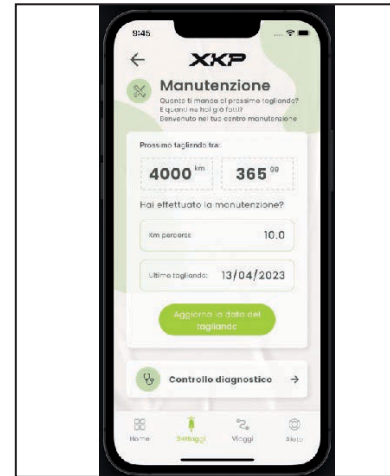 9:45
XKP
Manutenzione
Quanto ti manca al prossimo tagliando?
E quanti ne hai già fatti?
Benvenuto nel tuo centro manutenzione
Prossimo tagliando tra:
4000 km 365 gg
Hai effettuato la manutenzione?
Km percorsi: 10.0
Ultimo tagliando: 13/04/2023
Aggiorna la data del
tagliando
Controllo diagnostico
Home Dettaggi Viaggi Aiuto